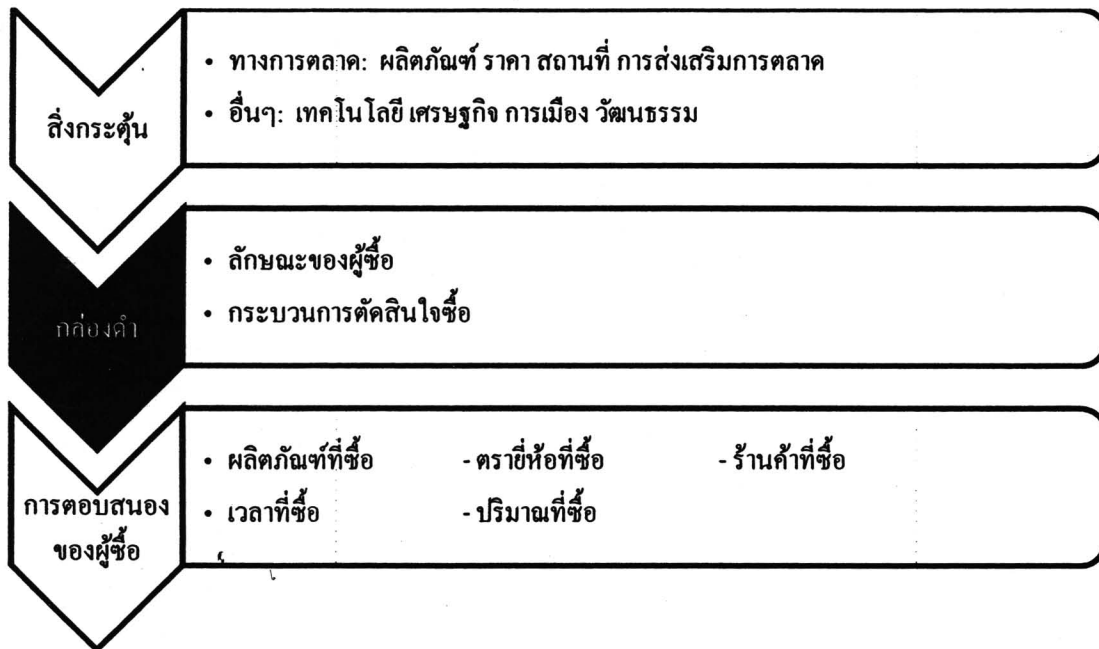 สิ่งกระตุ้น
• ทางการตลาด: ผลิตภัณฑ์ ราคา สถานที่ การส่งเสริมการตลาด
• อื่นๆ: เทคโนโลยี เศรษฐกิจ การเมือง วัฒนธรรม
กล่องดำ
• ลักษณะของผู้ซื้อ
• กระบวนการตัดสินใจซื้อ
การตอบสนอง
ของผู้ซื้อ
• ผลิตภัณฑ์ที่ซื้อ - ตรายี่ห้อที่ซื้อ - ร้านค้าที่ซื้อ
• เวลาที่ซื้อ - ปริมาณที่ซื้อ